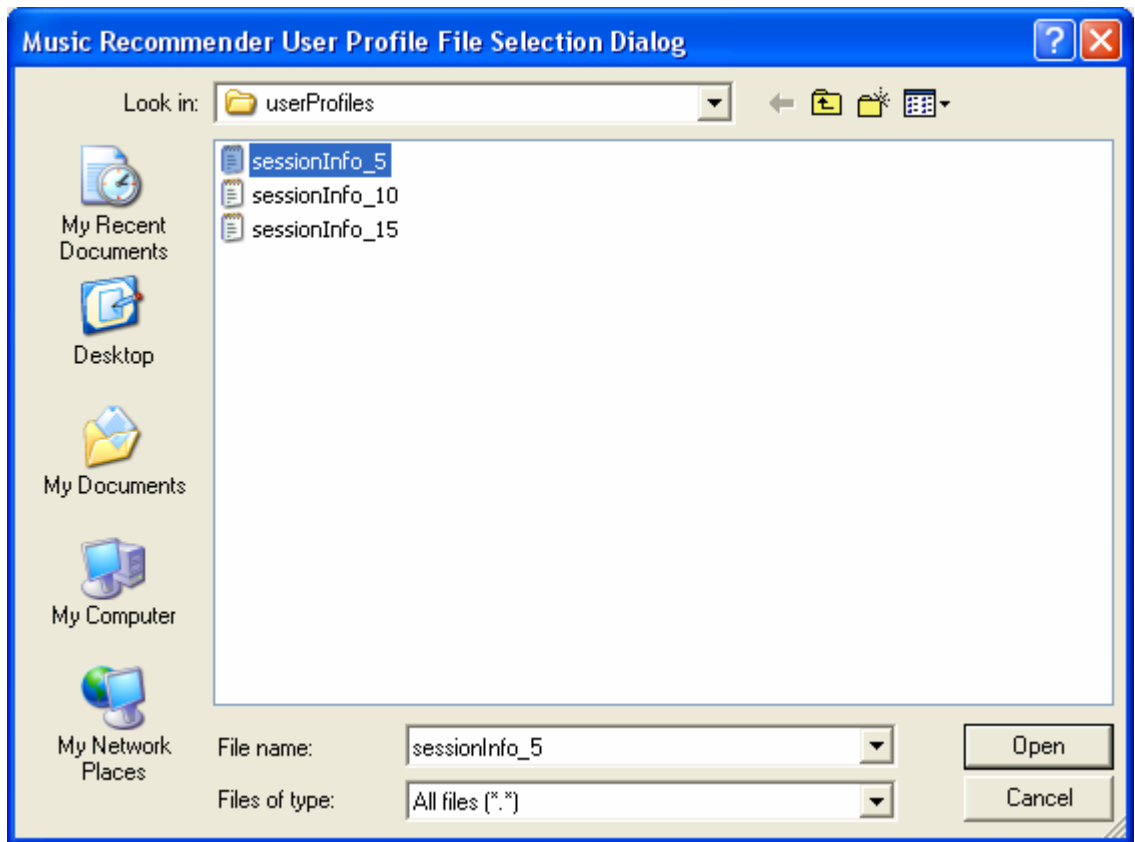 Music Recommender User Profile File Selection Dialog
Look in:
userProfiles
sessionInfo_5
sessionInfo_10
sessionInfo_15
My Recent
Documents
Desktop
My Documents
My Computer
My Network
Places
File name:
sessionInfo_5
Open
Files of type:
All files (*.*)
Cancel